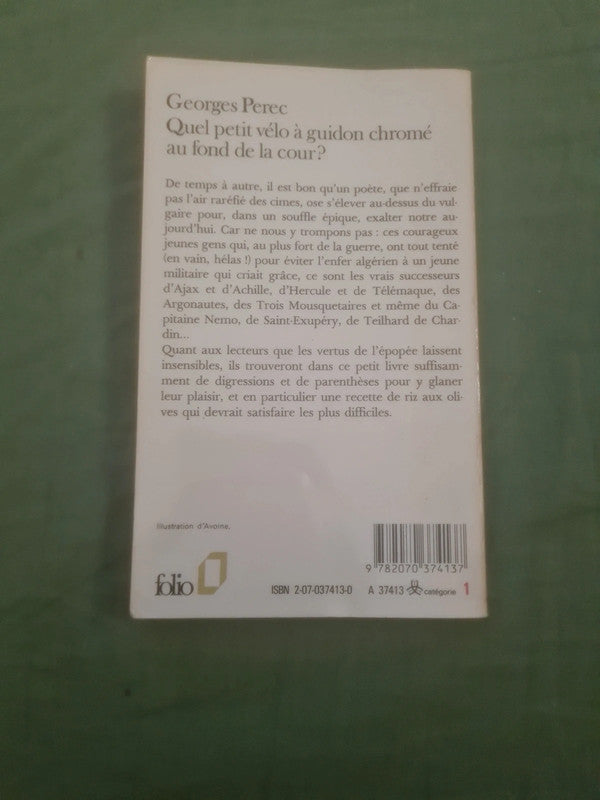 Georges Perec
Quel petit vélo à guidon chromé
au fond de la cour?
De temps à autre, il est bon qu'un poète, que n'effraie
pas l'air raréfié des cimes, ose s'élever au-dessus du vul-
gaire pour, dans un souffle épique, exalter notre au-
jourd'hui. Car ne nous y trompons pas : ces courageux
jeunes gens qui, au plus fort de la guerre, ont tout tenté
(en vain, hélas !) pour éviter l'enfer algérien à un jeune
militaire qui criait grâce, ce sont les vrais successeurs
d'Ajax et d'Achille, d'Hercule et de Télémaque, des
Argonautes, des Trois Mousquetaires et même du Ca-
pitaine Nemo, de Saint-Exupéry, de Teilhard de Char-
din...
Quant aux lecteurs que les vertus de l'épopée laissent
insensibles, ils trouveront dans ce petit livre suffisam-
ment de digressions et de parenthèses pour y glaner
leur plaisir, et en particulier une recette de riz aux oli-
ves qui devrait satisfaire les plus difficiles.
Illustration d'Avoine.
9 782070 374137
folio
ISBN 2-07-037413-0 A 37413 catégorie 1